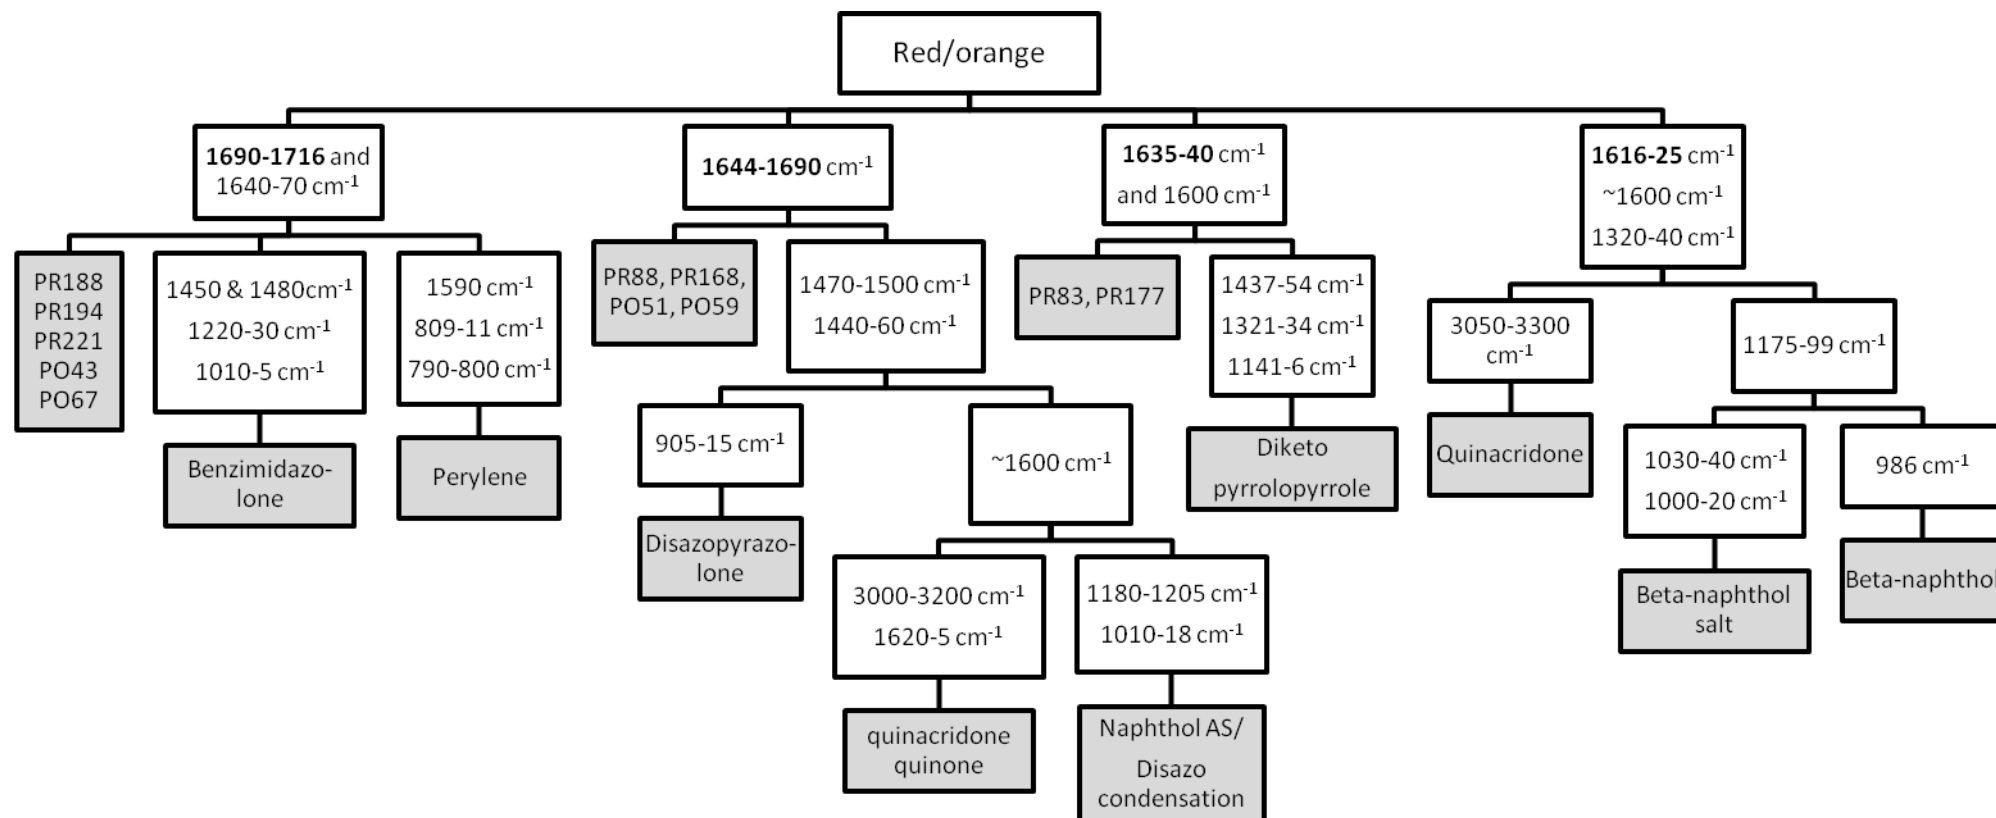 Red/orange
1690-1716 and
1640-70 cm⁻¹
1644-1690 cm⁻¹
1635-40 cm⁻¹
and 1600 cm⁻¹
1616-25 cm⁻¹
~1600 cm⁻¹
1320-40 cm⁻¹
PR188
PR194
PR221
PO43
PO67
1450 & 1480cm⁻¹
1220-30 cm⁻¹
1010-5 cm⁻¹
1590 cm⁻¹
809-11 cm⁻¹
790-800 cm⁻¹
PR88, PR168,
PO51, PO59
1470-1500 cm⁻¹
1440-60 cm⁻¹
PR83, PR177
1437-54 cm⁻¹
1321-34 cm⁻¹
1141-6 cm⁻¹
3050-3300
cm⁻¹
1175-99 cm⁻¹
Benzimidazo-
lone
Perylene
905-15 cm⁻¹
~1600 cm⁻¹
Diketo
pyrrolopyrrole
Quinacridone
1030-40 cm⁻¹
1000-20 cm⁻¹
986 cm⁻¹
Disazopyrazo-
lone
3000-3200 cm⁻¹
1620-5 cm⁻¹
1180-1205 cm⁻¹
1010-18 cm⁻¹
Beta-naphthol
salt
Beta-naphthol
quinacridone
quinone
Naphthol AS/
Disazo
condensation